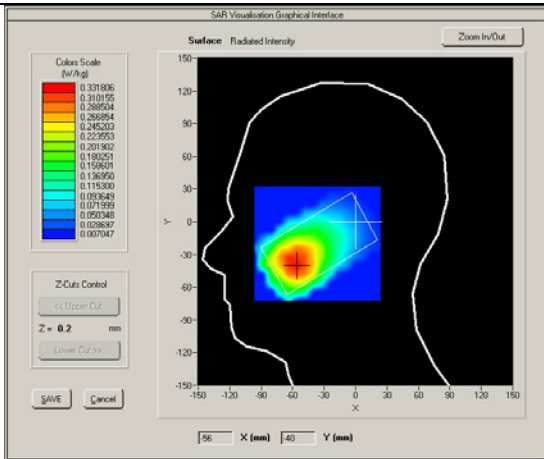 SAR Visualisation Graphical Interface
Surface Radiated Intensity
Zoom In/Out
Colors Scale
(W/kg)
0.331806
0.310155
0.288504
0.266854
0.245203
0.223553
0.201902
0.180251
0.158601
0.136950
0.115300
0.093649
0.071999
0.050348
0.028697
0.007047
Z-Cuts Control
<< Upper Cut
Z = 0.2 mm
Lower Cut >>
SAVE Cancel
150
120
90
60
30
0
-30
-60
-90
-120
-150
Y
-150 -120 -90 -60 -30 0 30 60 90 120 150
X
-56 X (mm) -40 Y (mm)